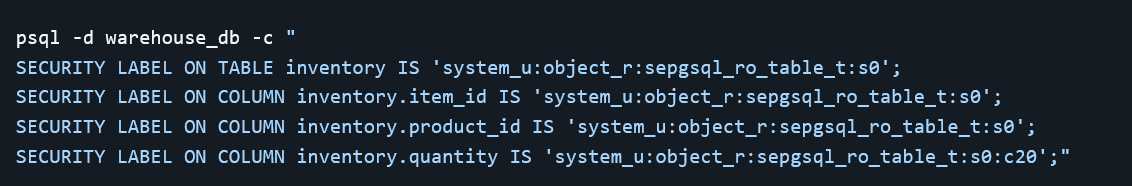 psql -d warehouse_db -c "
SECURITY LABEL ON TABLE inventory IS 'system_u:object_r:sepgsql_ro_table_t:s0';
SECURITY LABEL ON COLUMN inventory.item_id IS 'system_u:object_r:sepgsql_ro_table_t:s0';
SECURITY LABEL ON COLUMN inventory.product_id IS 'system_u:object_r:sepgsql_ro_table_t:s0';
SECURITY LABEL ON COLUMN inventory.quantity IS 'system_u:object_r:sepgsql_ro_table_t:s0:c20';"